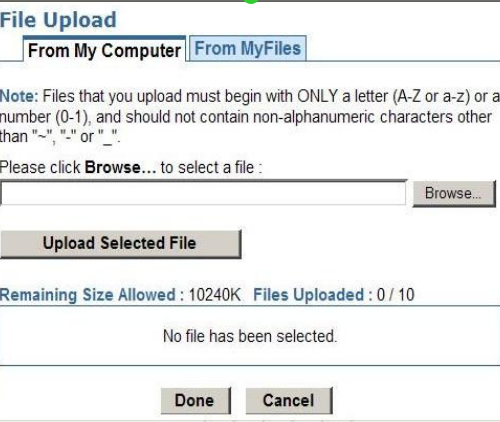 File Upload
From My Computer From MyFiles
Note: Files that you upload must begin with ONLY a letter (A-Z or a-z) or a
number (0-1), and should not contain non-alphanumeric characters other
than "~", "-" or "_".
Please click Browse... to select a file :
Browse...
Upload Selected File
Remaining Size Allowed : 10240K Files Uploaded : 0 / 10
No file has been selected.
Done Cancel